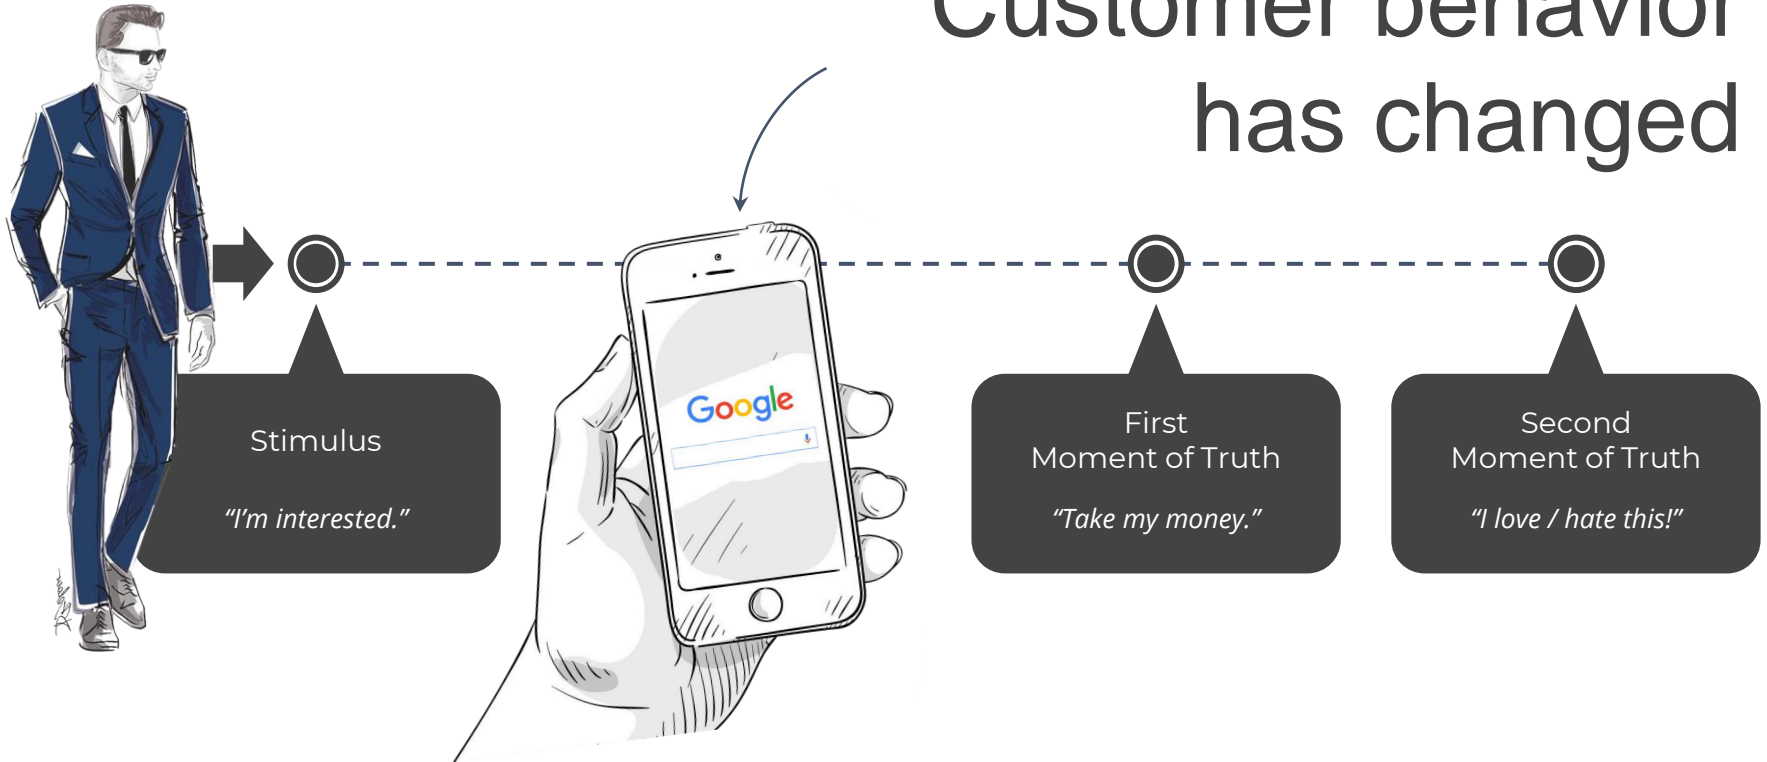 Customer behavior
has changed
Stimulus
“I’m interested.”
Google
First
Moment of Truth
“Take my money.”
Second
Moment of Truth
“I love / hate this!”